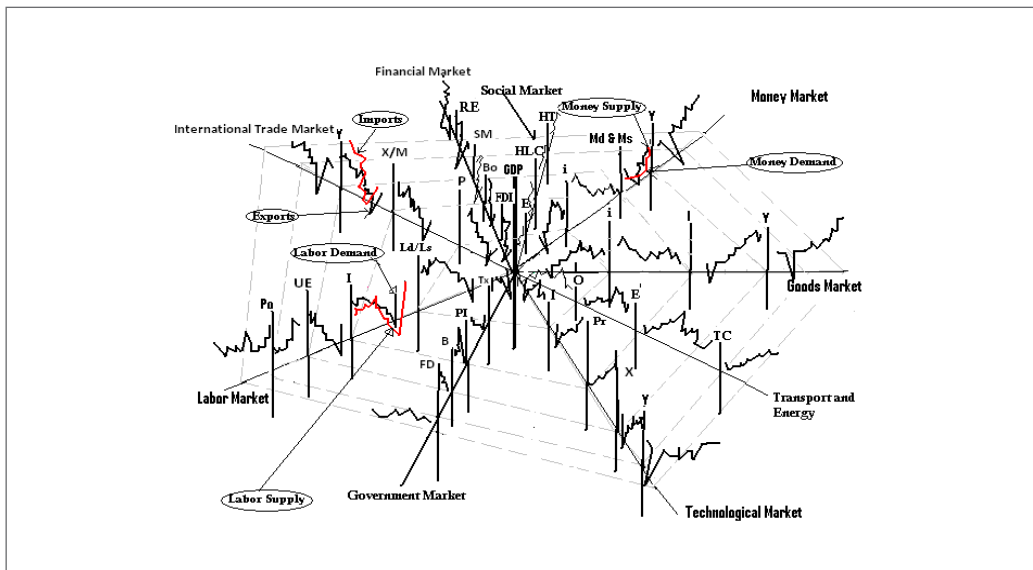 Financial Market
Social Market
Money Supply
Money Market
RE
HT
Imports
International Trade Market
Y
SM
Md & Ms
Y
X/M
HLC
Money Demand
P
Bo
GDP
i
FDI
E
Exports
i
I
Y
Labor Demand
Ld/Ls
Goods Market
UE
I
Tx
O
Po
I
E
PI
Pr
TC
B
FD
X
Labor Market
Transport and
Energy
Y
Labor Supply
Government Market
Technological Market